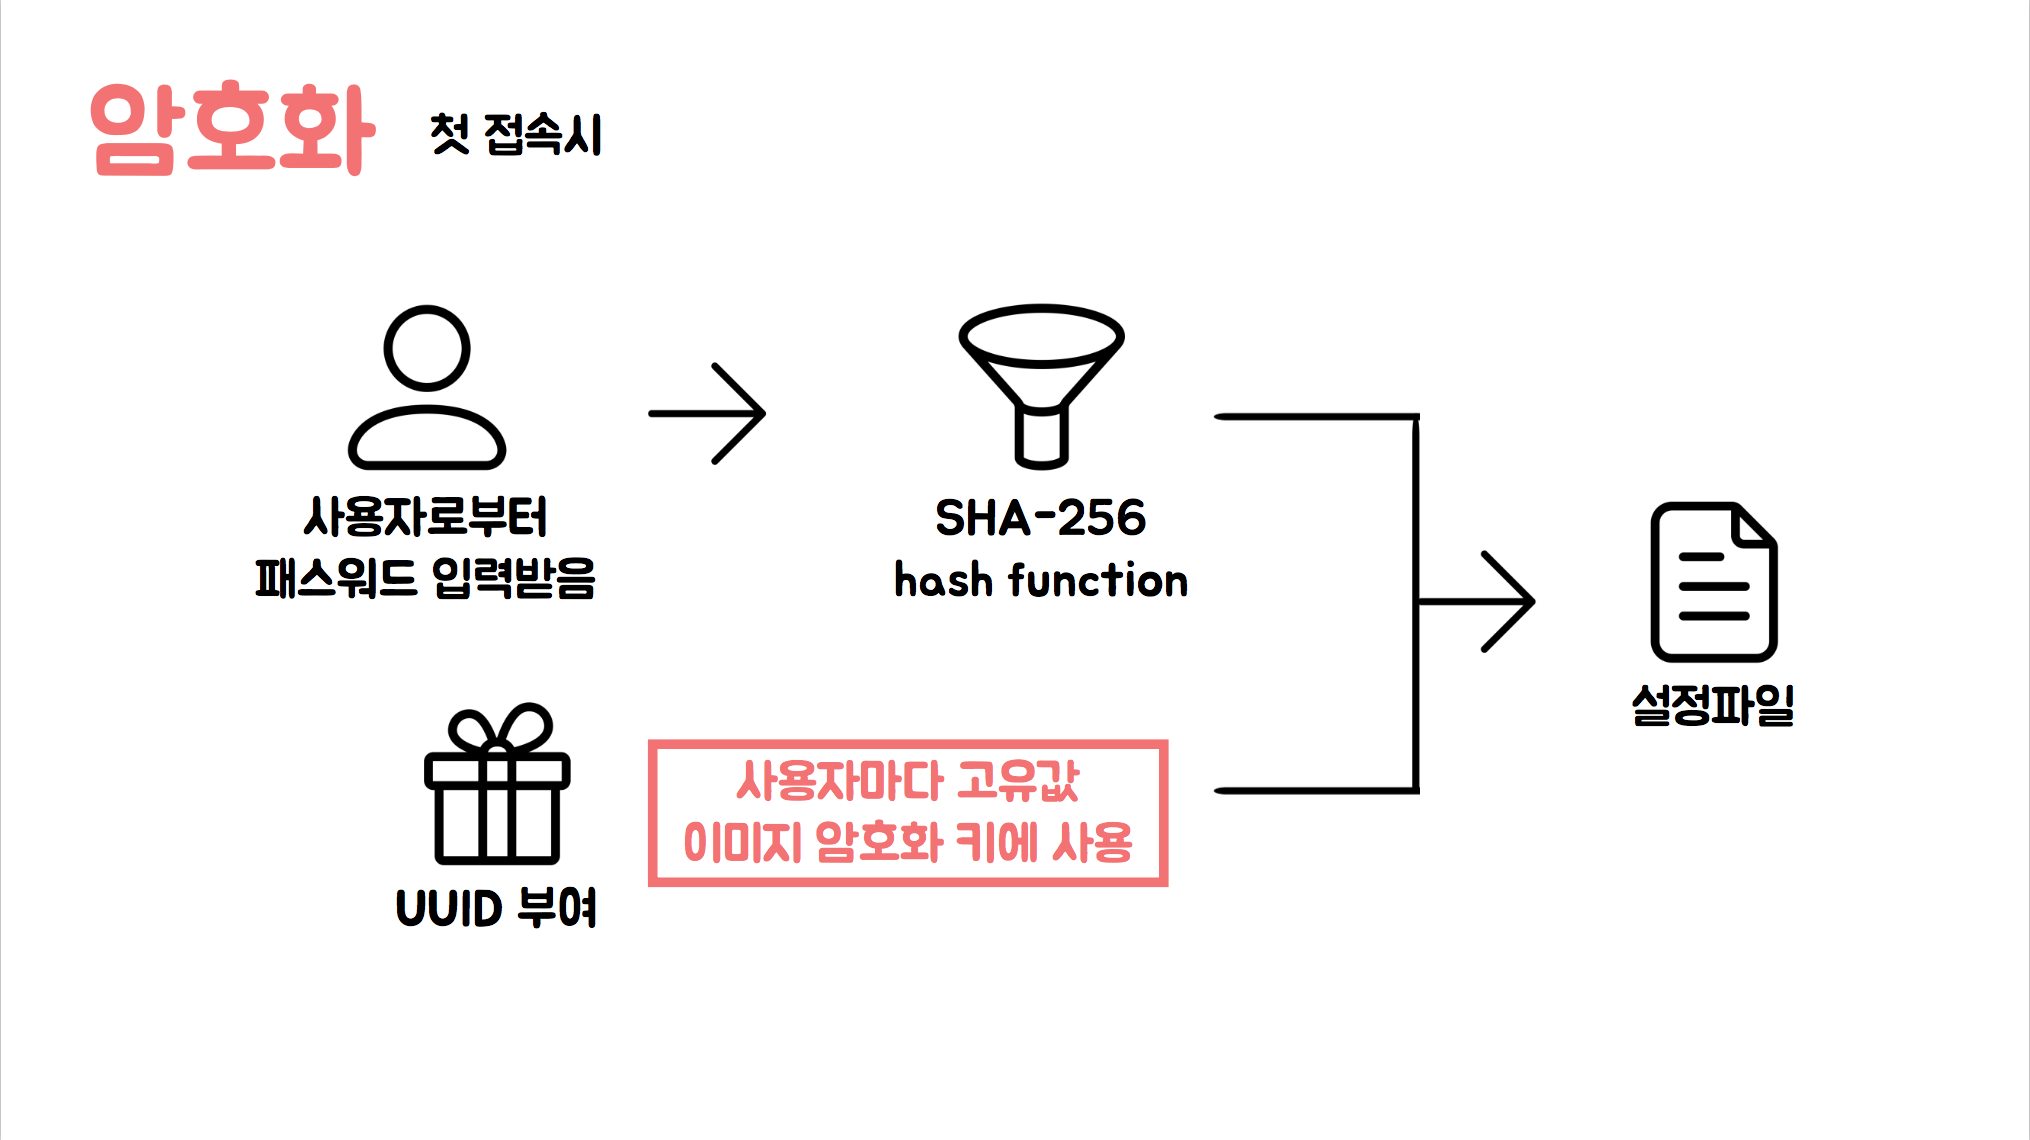 암호화
첫 접속시
사용자로부터
패스워드 입력받음
SHA-256
hash function
설정파일
사용자마다 고유값
이미지 암호화 키에 사용
UUID 부여